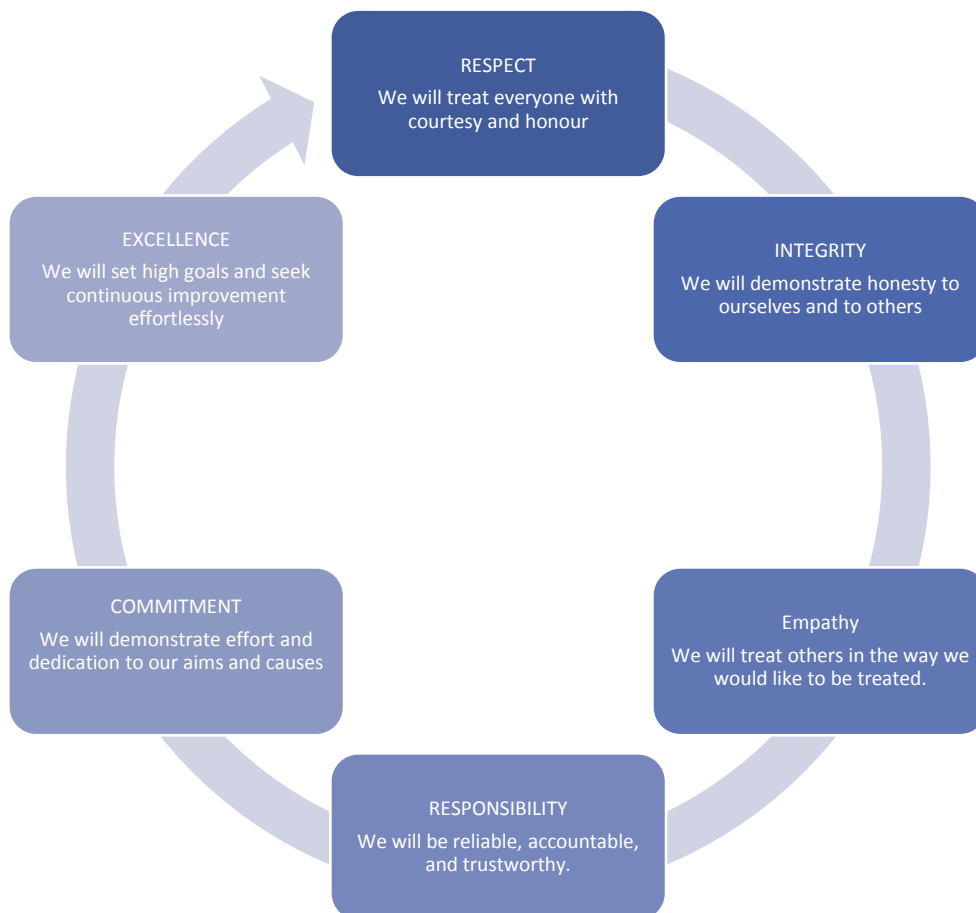 RESPECT
We will treat everyone with
courtesy and honour
INTEGRITY
We will demonstrate honesty to
ourselves and to others
Empathy
We will treat others in the way we
would like to be treated.
RESPONSIBILITY
We will be reliable, accountable,
and trustworthy.
COMMITMENT
We will demonstrate effort and
dedication to our aims and causes
EXCELLENCE
We will set high goals and seek
continuous improvement
effortlessly